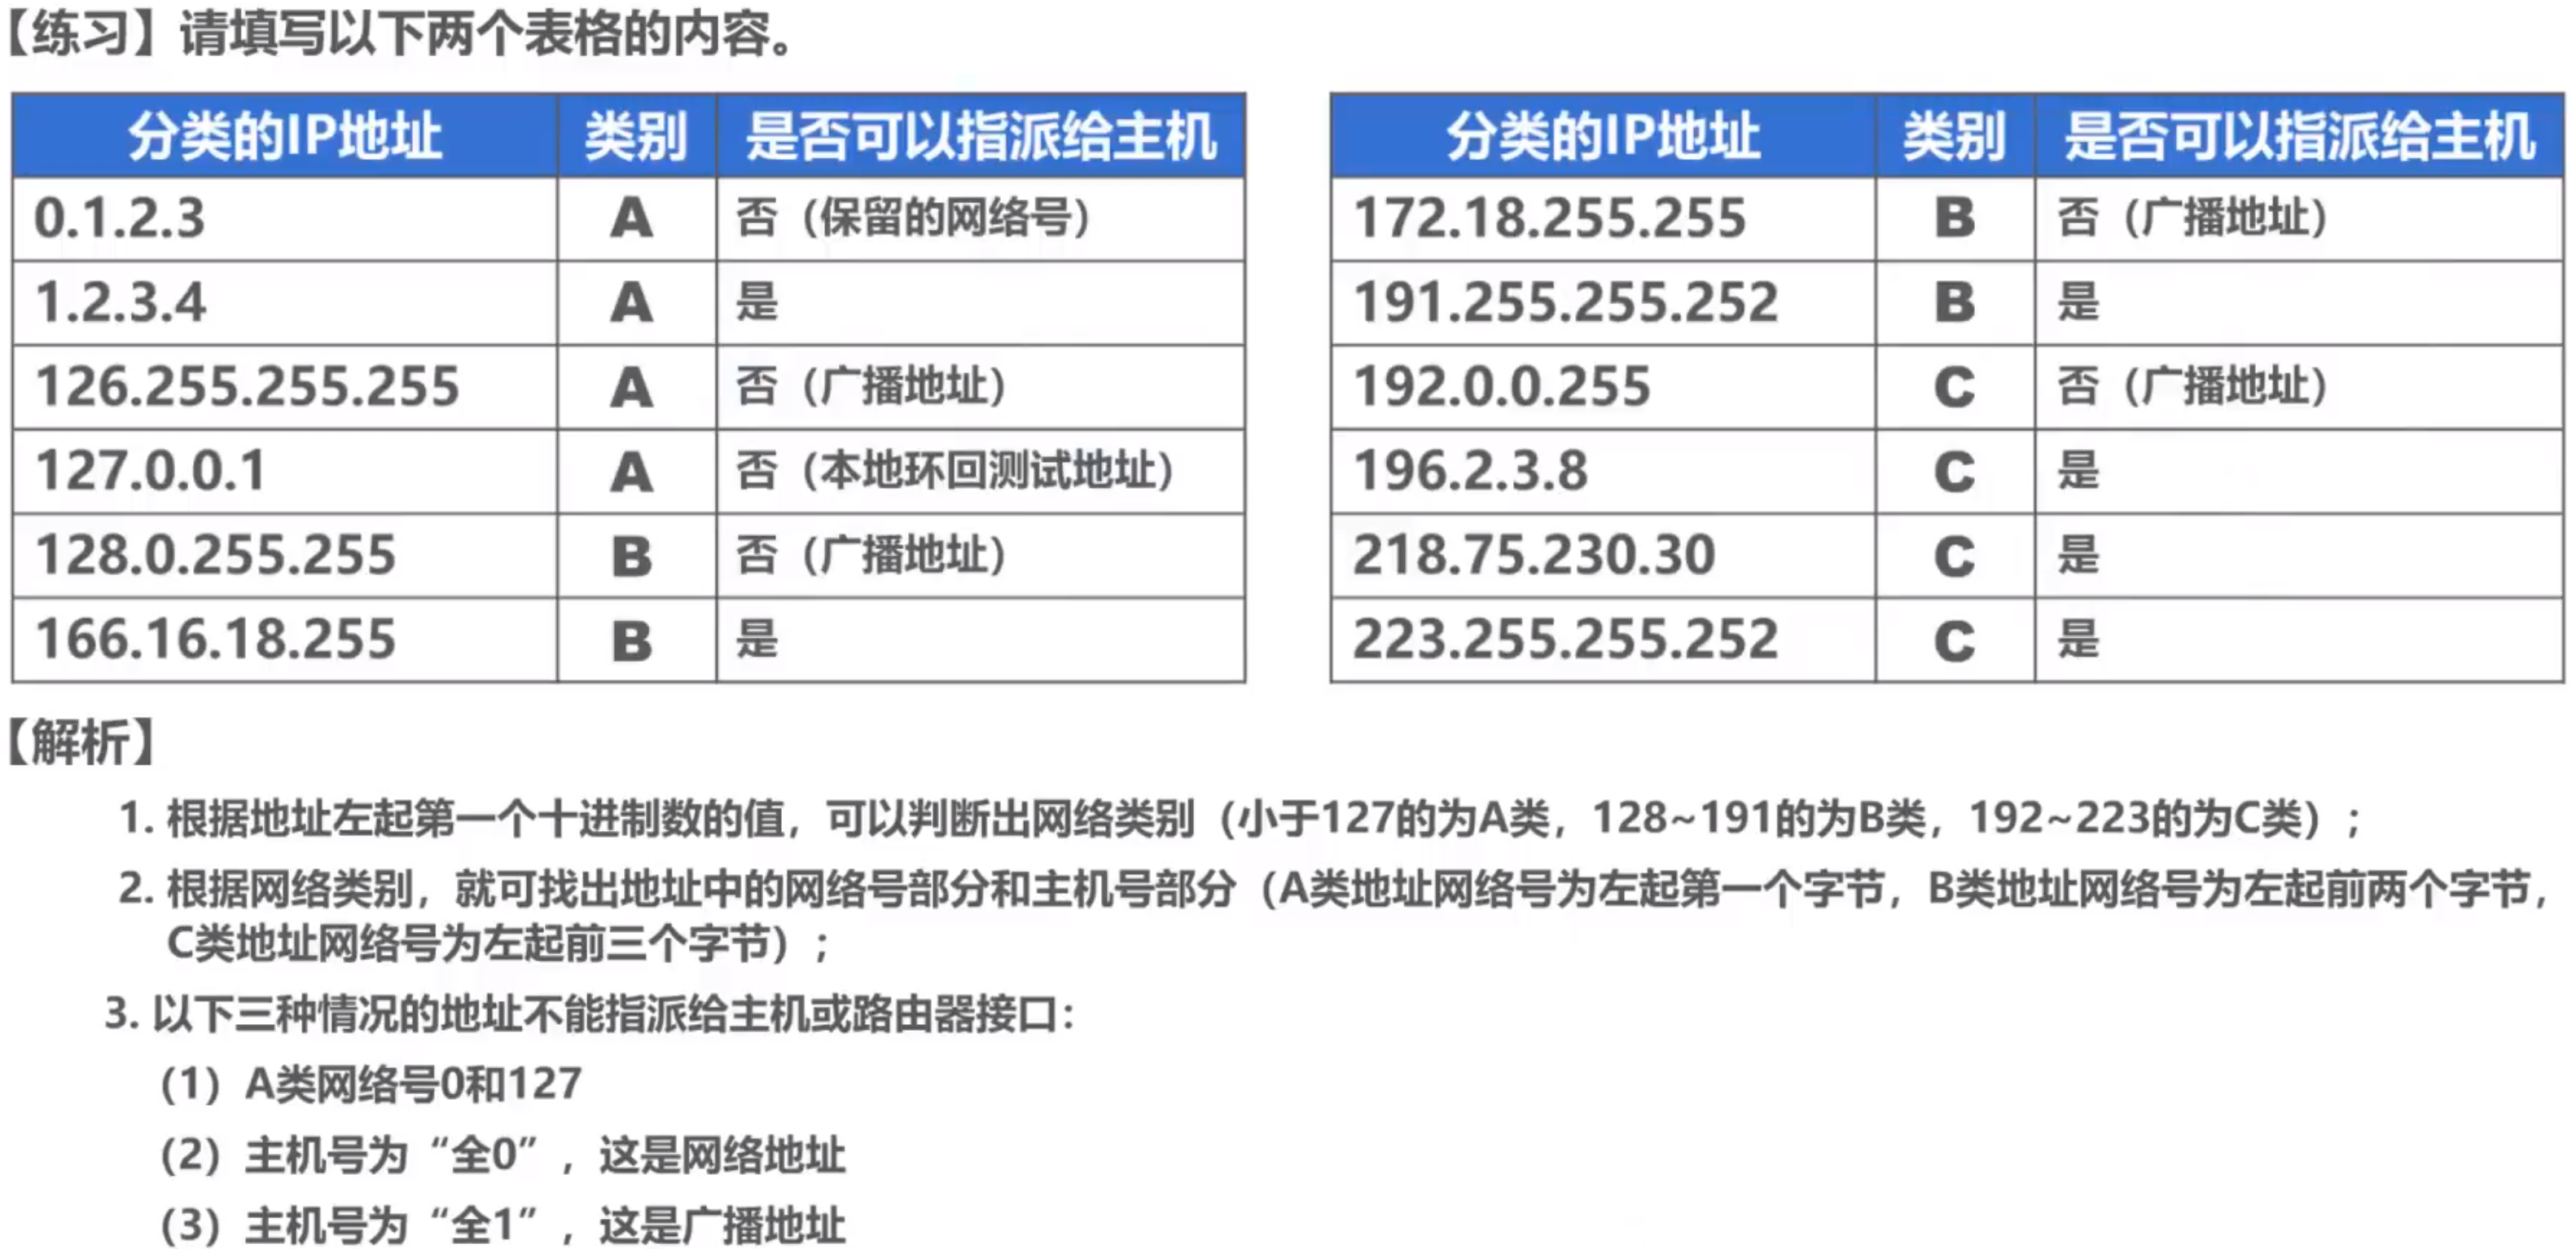 【练习】请填写以下两个表格的内容。
分类的IP地址 类别 是否可以指派给主机
0.1.2.3 A 否（保留的网络号）
1.2.3.4 A 是
126.255.255.255 A 否（广播地址）
127.0.0.1 A 否（本地环回测试地址）
128.0.255.255 B 否（广播地址）
166.16.18.255 B 是
分类的IP地址 类别 是否可以指派给主机
172.18.255.255 B 否（广播地址）
191.255.255.252 B 是
192.0.0.255 C 否（广播地址）
196.2.3.8 C 是
218.75.230.30 C 是
223.255.255.252 C 是
【解析】
1. 根据地址左起第一个十进制数的值，可以判断出网络类别（小于127的为A类，128~191的为B类，192~223的为C类）；
2. 根据网络类别，就可找出地址中的网络号部分和主机号部分（A类地址网络号为左起第一个字节，B类地址网络号为左起前两个字节，
C类地址网络号为左起前三个字节）；
3. 以下三种情况的地址不能指派给主机或路由器接口：
（1）A类网络号0和127
（2）主机号为“全0”，这是网络地址
（3）主机号为“全1”，这是广播地址